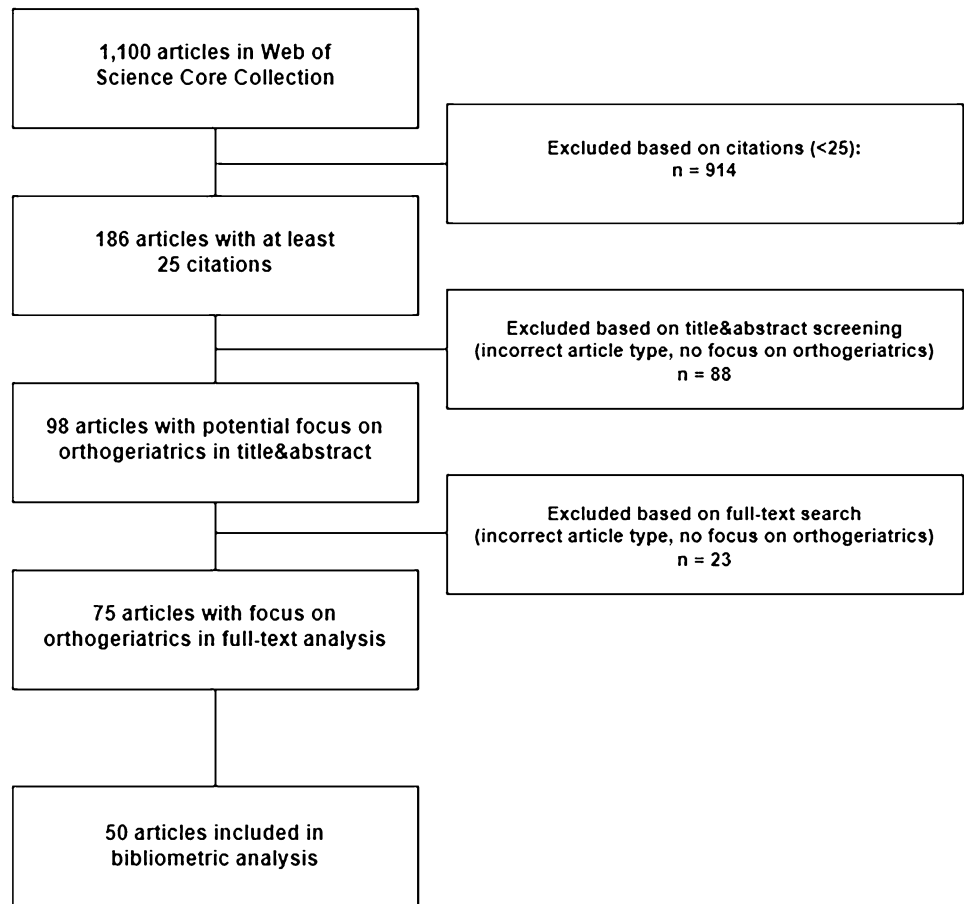 1,100 articles in Web of
Science Core Collection
Excluded based on citations (<25):
n = 914
186 articles with at least
25 citations
Excluded based on title&abstract screening
(incorrect article type, no focus on orthogeriatrics)
n = 88
98 articles with potential focus on
orthogeriatrics in title&abstract
Excluded based on full-text search
(incorrect article type, no focus on orthogeriatrics)
n = 23
75 articles with focus on
orthogeriatrics in full-text analysis
50 articles included in
bibliometric analysis